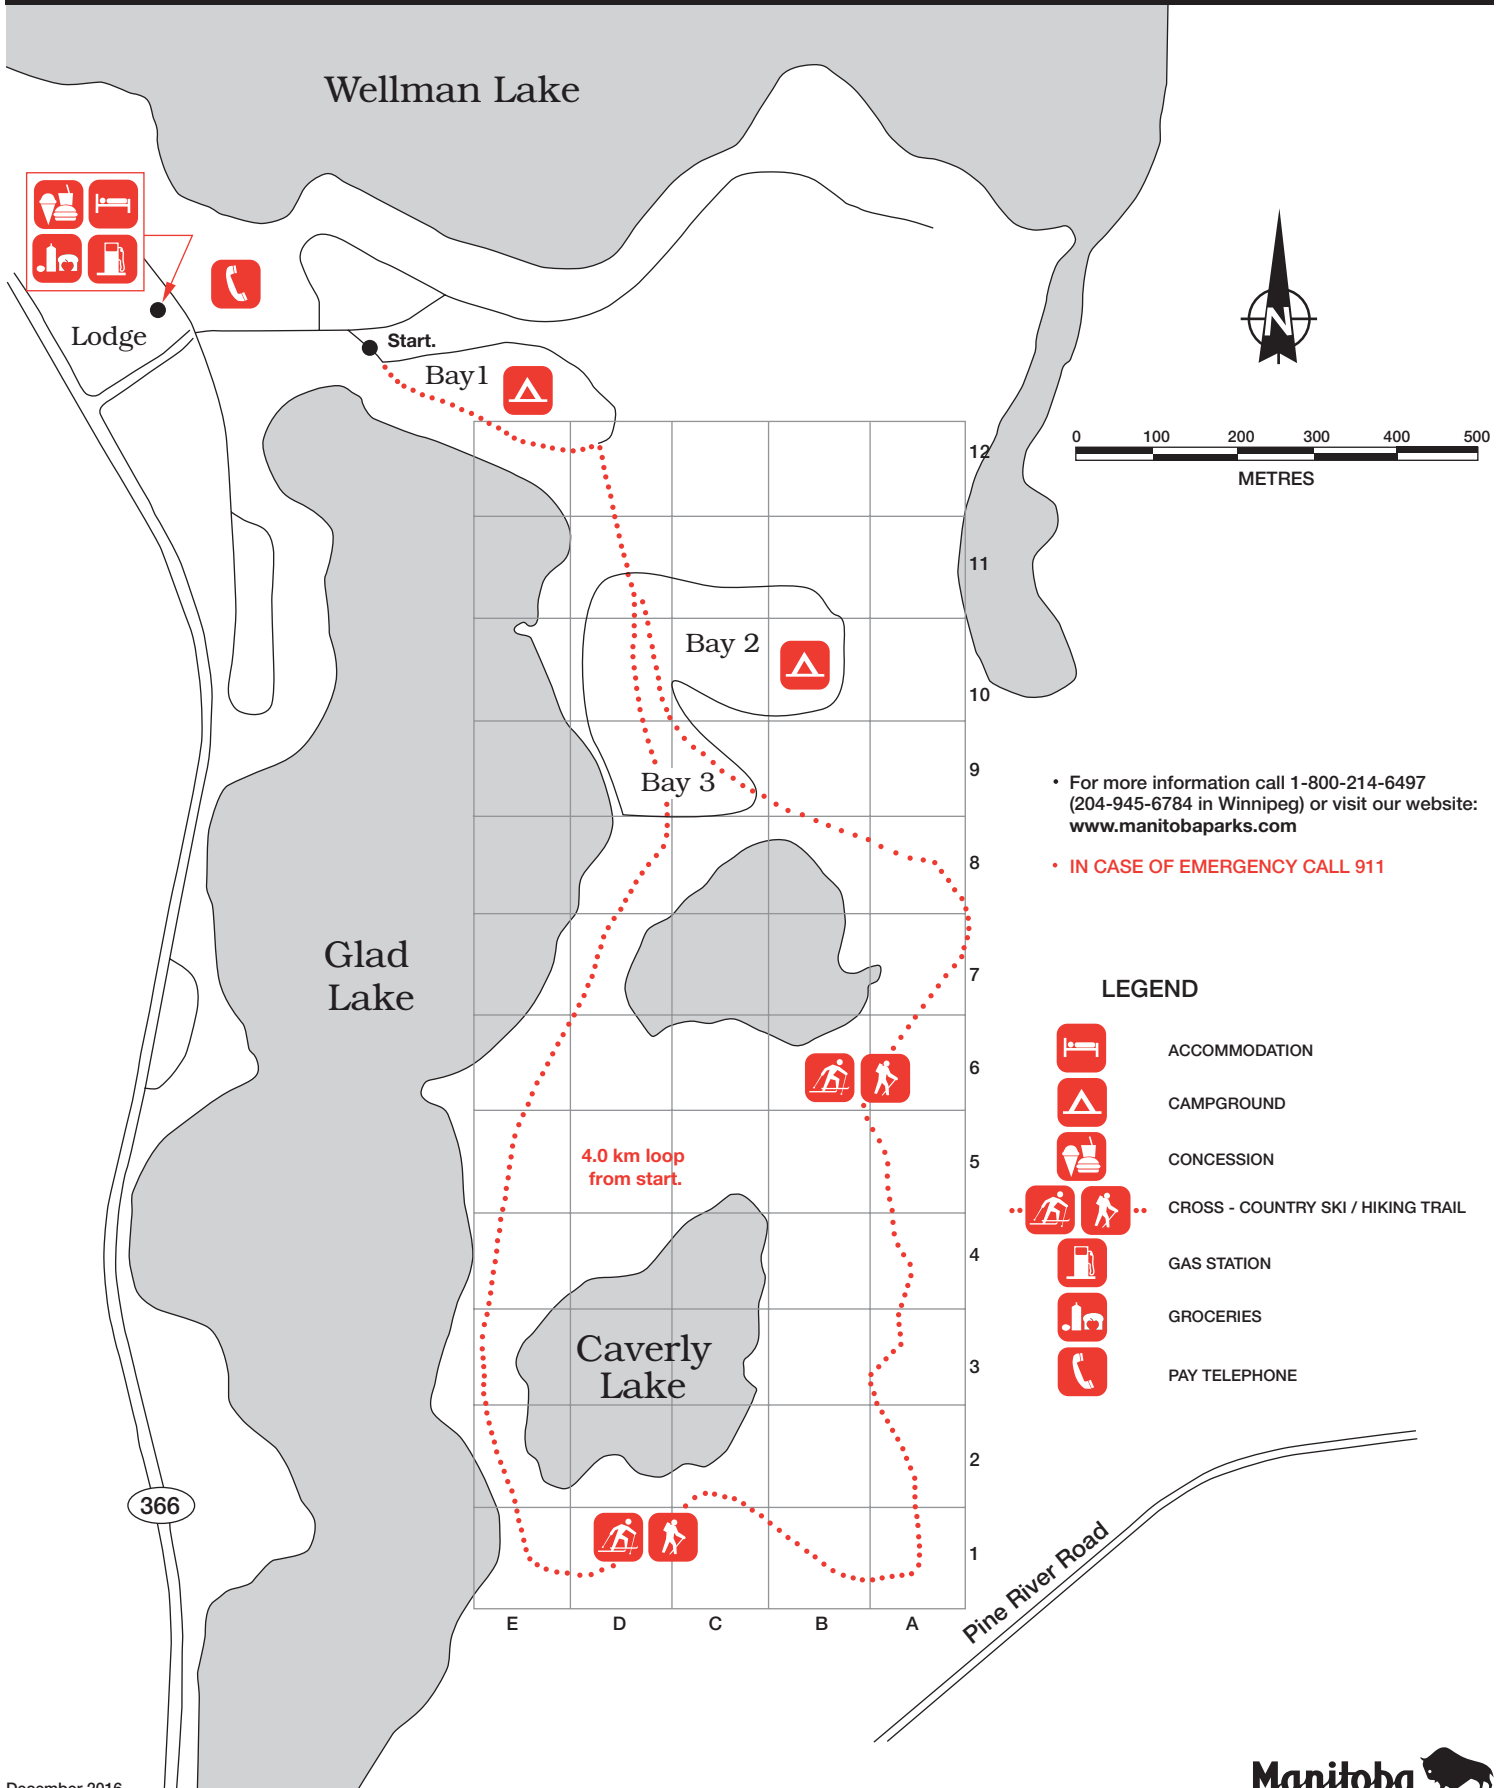 Wellman Lake
Lodge
Start.
Bay1
N
0 100 200 300 400 500
METRES
12
11
10
9
8
7
6
5
4
3
2
1
Bay 2
Bay 3
• For more information call 1-800-214-6497
(204-945-6784 in Winnipeg) or visit our website:
www.manitobaparks.com
• IN CASE OF EMERGENCY CALL 911
Glad
Lake
LEGEND
ACCOMMODATION
CAMPGROUND
CONCESSION
CROSS - COUNTRY SKI / HIKING TRAIL
GAS STATION
GROCERIES
PAY TELEPHONE
4.0 km loop
from start.
Caverly
Lake
366
E D C B A
Pine River Road
December 2016
Manitoba